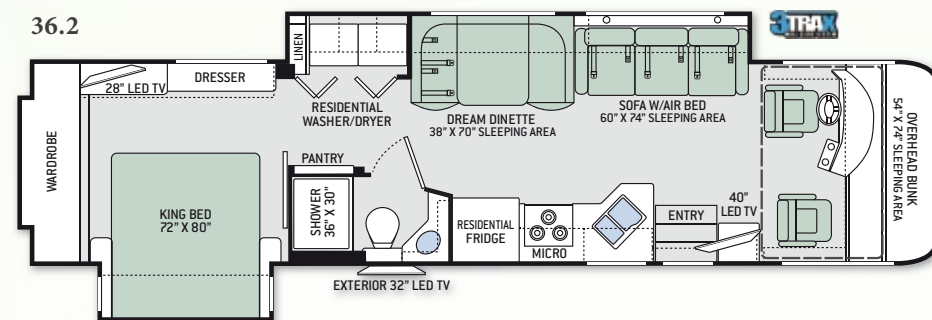 36.2
3TRAX
LINEN
28" LED TV
DRESSER
RESIDENTIAL
WASHER/DRYER
DREAM DINETTE
38" X 70" SLEEPING AREA
SOFA W/AIR BED
60" X 74" SLEEPING AREA
OVERHEAD BUNK
54" X 74" SLEEPING AREA
WARDROBE
PANTRY
KING BED
72" X 80"
SHOWER
36" X 30"
RESIDENTIAL
FRIDGE
MICRO
ENTRY
40"
LED TV
EXTERIOR 32" LED TV